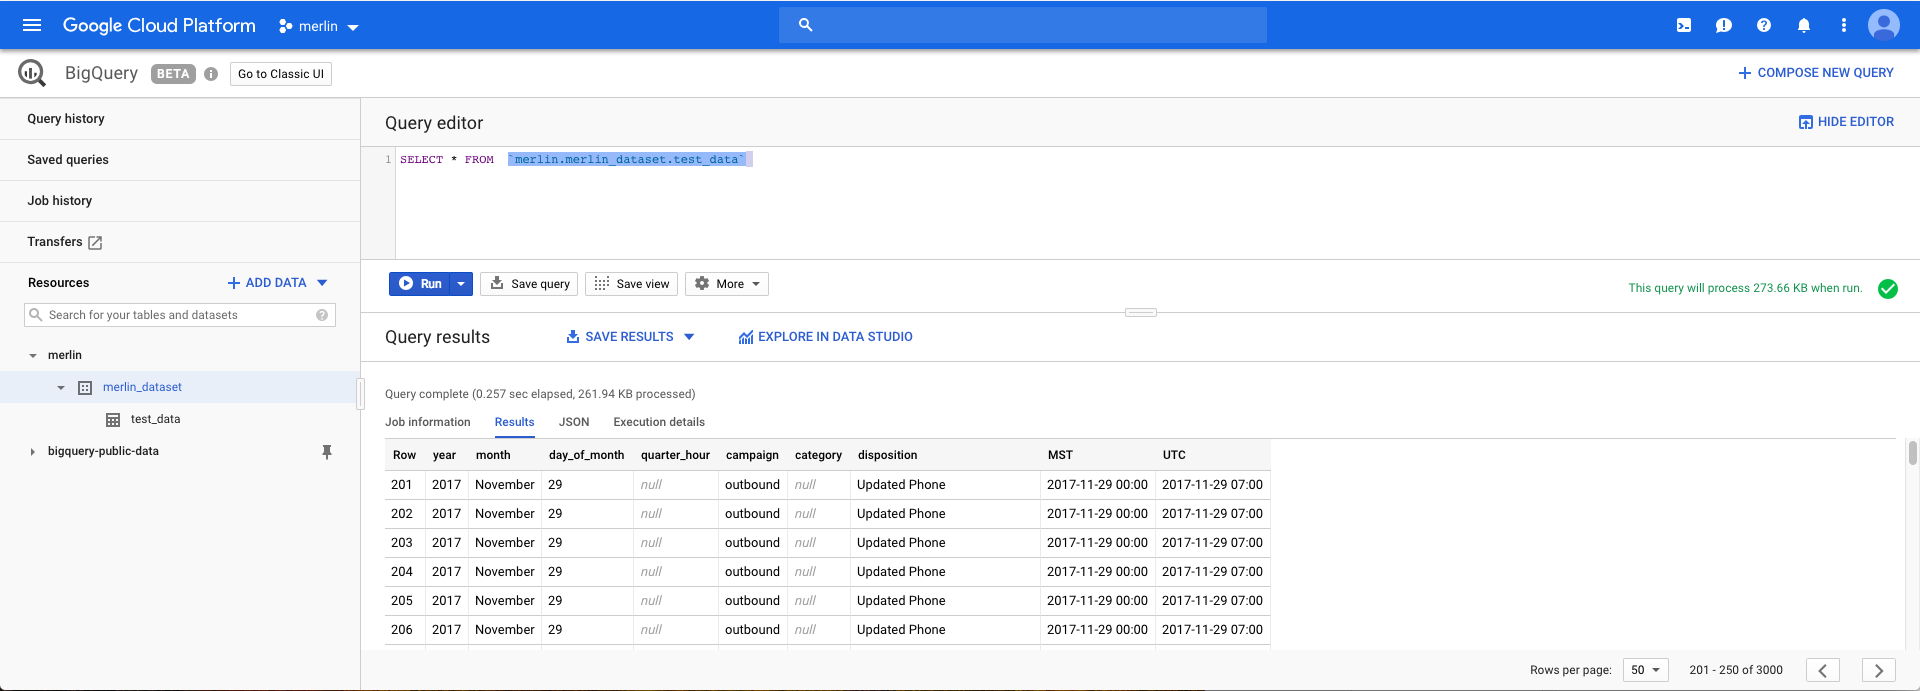 Google Cloud Platform merlin
BigQuery BETA Go to Classic UI
COMPOSE NEW QUERY
Query history
Saved queries
Job history
Transfers
Resources ADD DATA
Search for your tables and datasets
merlin
merlin_dataset
test_data
bigquery-public-data
Query editor
HIDE EDITOR
1 SELECT * FROM `merlin.merlin_dataset.test_data`
Run Save query Save view More
This query will process 273.66 KB when run.
Query results SAVE RESULTS EXPLORE IN DATA STUDIO
Query complete (0.257 sec elapsed, 261.94 KB processed)
Job information Results JSON Execution details
Row year month day_of_month quarter_hour campaign category disposition MST UTC
201 2017 November 29 null outbound null Updated Phone 2017-11-29 00:00 2017-11-29 07:00
202 2017 November 29 null outbound null Updated Phone 2017-11-29 00:00 2017-11-29 07:00
203 2017 November 29 null outbound null Updated Phone 2017-11-29 00:00 2017-11-29 07:00
204 2017 November 29 null outbound null Updated Phone 2017-11-29 00:00 2017-11-29 07:00
205 2017 November 29 null outbound null Updated Phone 2017-11-29 00:00 2017-11-29 07:00
206 2017 November 29 null outbound null Updated Phone 2017-11-29 00:00 2017-11-29 07:00
Rows per page: 50 201 - 250 of 3000